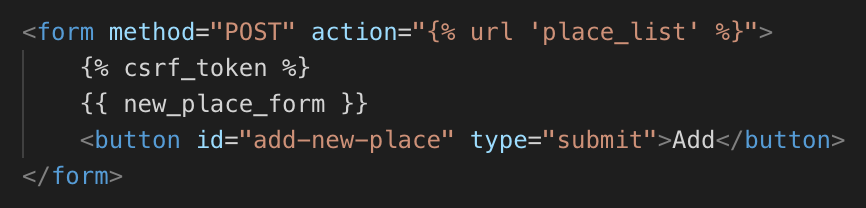 <form method="POST" action="{% url 'place_list' %}">
{% csrf_token %}
{{ new_place_form }}
<button id="add-new-place" type="submit">Add</button>
</form>